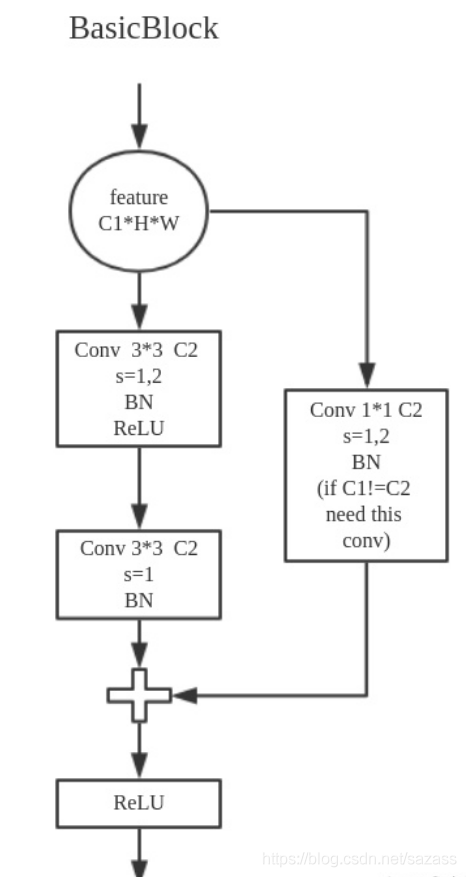 BasicBlock
feature
C1*H*W
Conv 3*3 C2
s=1,2
BN
ReLU
Conv 1*1 C2
s=1,2
BN
(if C1!=C2
need this
conv)
Conv 3*3 C2
s=1
BN
ReLU
https://blog.csdn.net/sazass